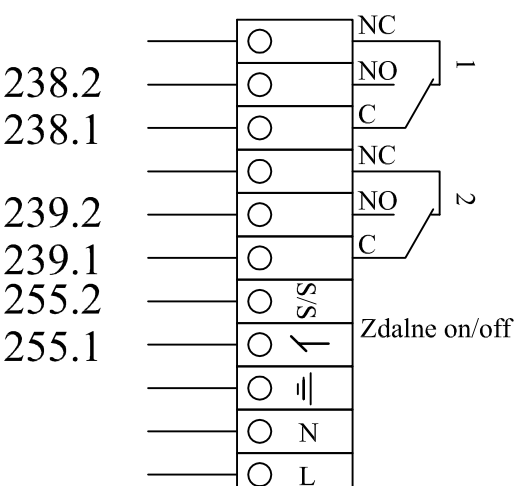 NC
1
238.2 NO
238.1 C
NC
2
239.2 NO
239.1 C
255.2 S/S
Zdalne on/off
255.1
N
L